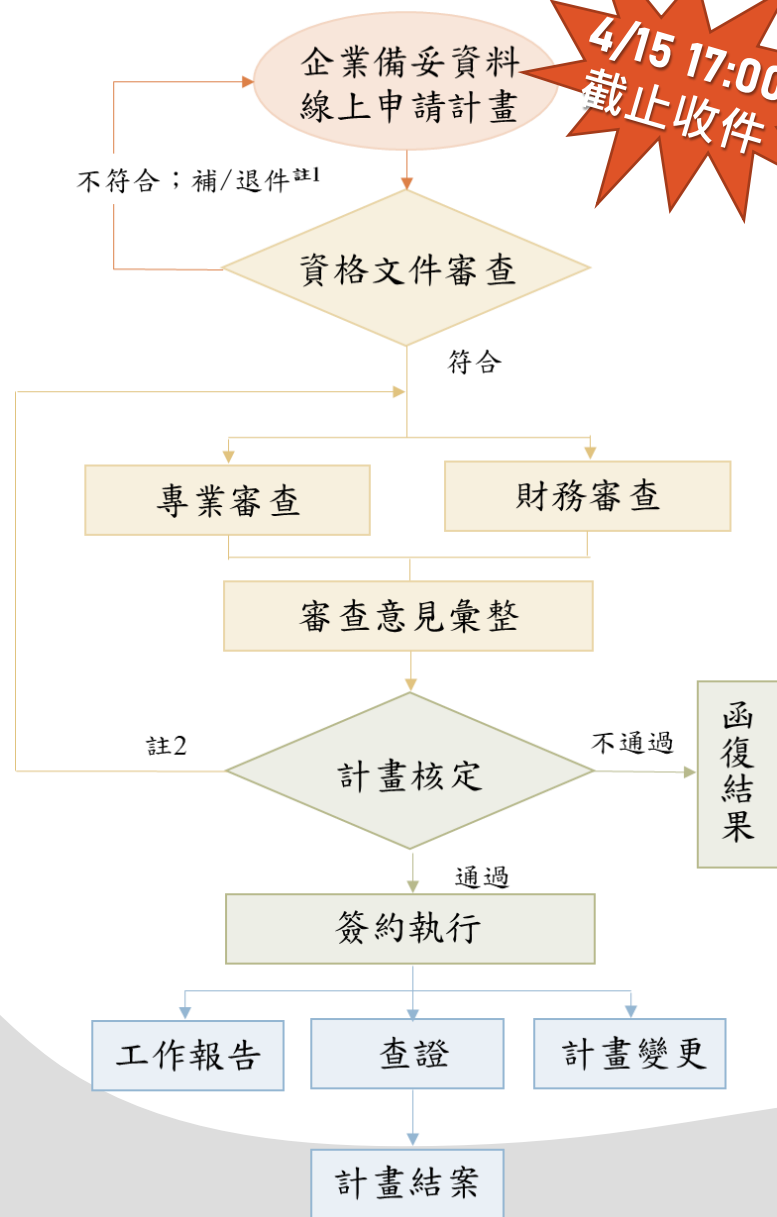 企業備妥資料
線上申請計畫
4/15 17:00
截止收件
不符合；補/退件註1
資格文件審查
符合
專業審查
財務審查
審查意見彙整
註2
計畫核定
不通過
函復結果
通過
簽約執行
工作報告
查證
計畫變更
計畫結案